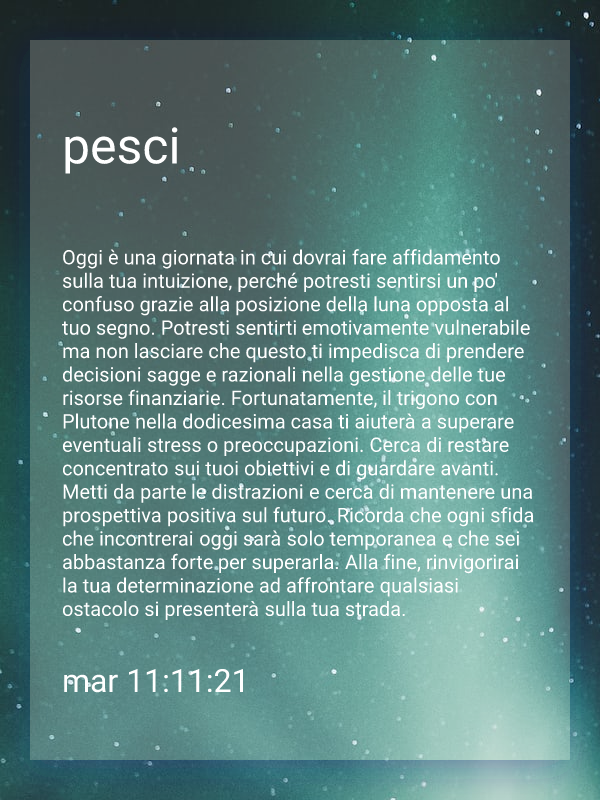 pesci
Oggi è una giornata in cui dovrai fare affidamento
sulla tua intuizione, perché potresti sentirsi un po'
confuso grazie alla posizione della luna opposta al
tuo segno. Potresti sentirti emotivamente vulnerabile
ma non lasciare che questo ti impedisca di prendere
decisioni sagge e razionali nella gestione delle tue
risorse finanziarie. Fortunatamente, il trigono con
Plutone nella dodicesima casa ti aiuterà a superare
eventuali stress o preoccupazioni. Cerca di restare
concentrato sui tuoi obiettivi e di guardare avanti.
Metti da parte le distrazioni e cerca di mantenere una
prospettiva positiva sul futuro. Ricorda che ogni sfida
che incontrerai oggi sarà solo temporanea e che sei
abbastanza forte per superarla. Alla fine, rinvigorirai
la tua determinazione ad affrontare qualsiasi
ostacolo si presenterà sulla tua strada.
mar 11:11:21